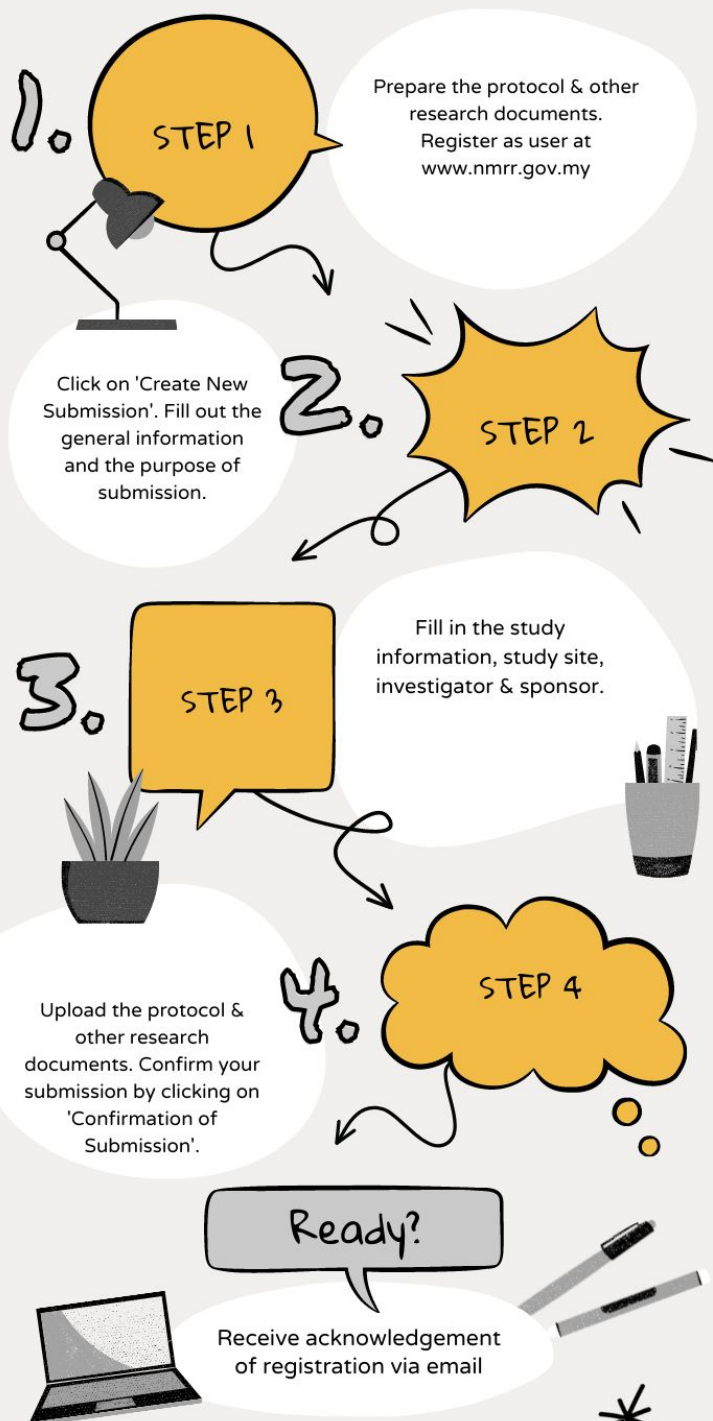 1.
STEP 1
Prepare the protocol & other
research documents.
Register as user at
www.nmrr.gov.my
2.
STEP 2
Click on 'Create New
Submission'. Fill out the
general information
and the purpose of
submission.
3.
STEP 3
Fill in the study
information, study site,
investigator & sponsor.
4.
STEP 4
Upload the protocol &
other research
documents. Confirm your
submission by clicking on
'Confirmation of
Submission'.
Ready?
Receive acknowledgement
of registration via email